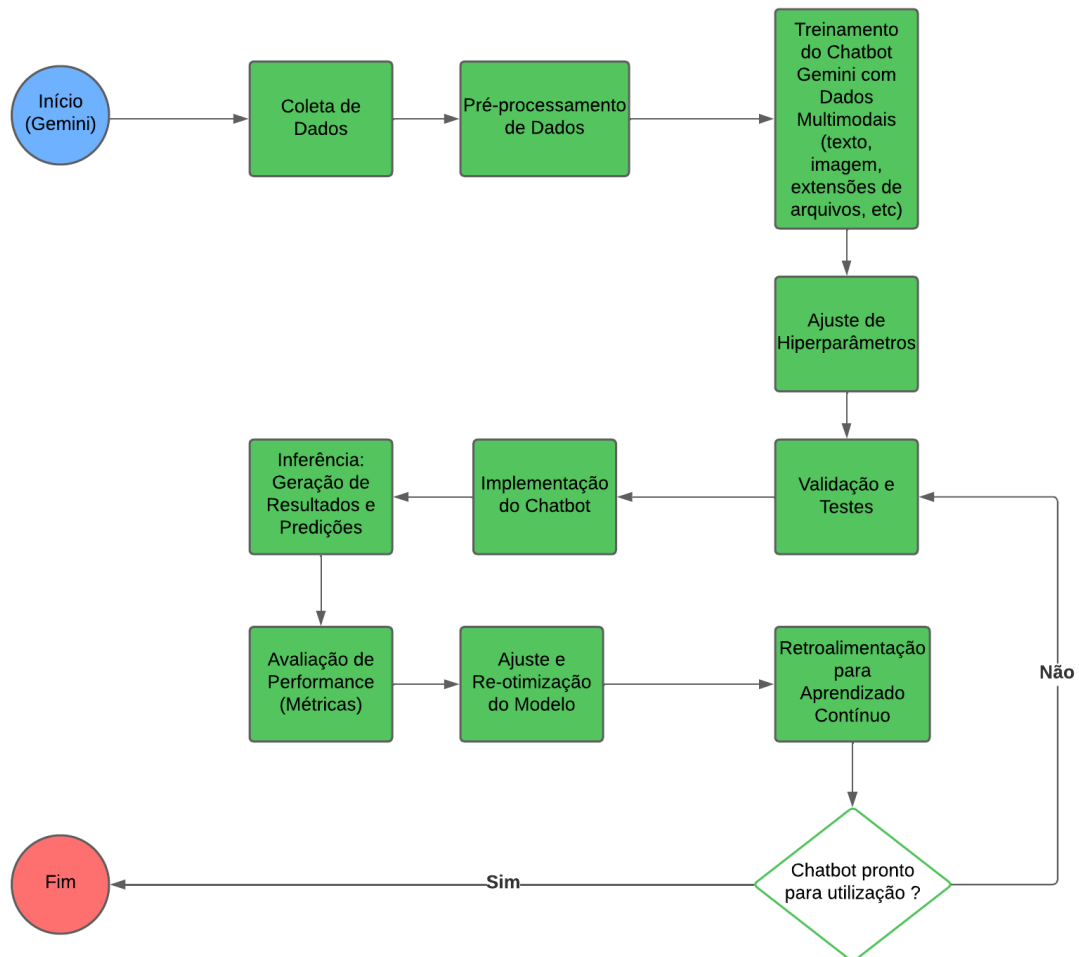 Início
(Gemini)
Coleta de
Dados
Pré-processamento
de Dados
Treinamento
do Chatbot
Gemini com
Dados
Multimodais
(texto,
imagem,
extensões de
arquivos, etc)
Ajuste de
Hiperparâmetros
Validação e
Testes
Implementação
do Chatbot
Inferência:
Geração de
Resultados e
Predições
Avaliação de
Performance
(Métricas)
Ajuste e
Re-otimização
do Modelo
Retroalimentação
para
Aprendizado
Contínuo
Chatbot pronto
para utilização ?
Não
Sim
Fim